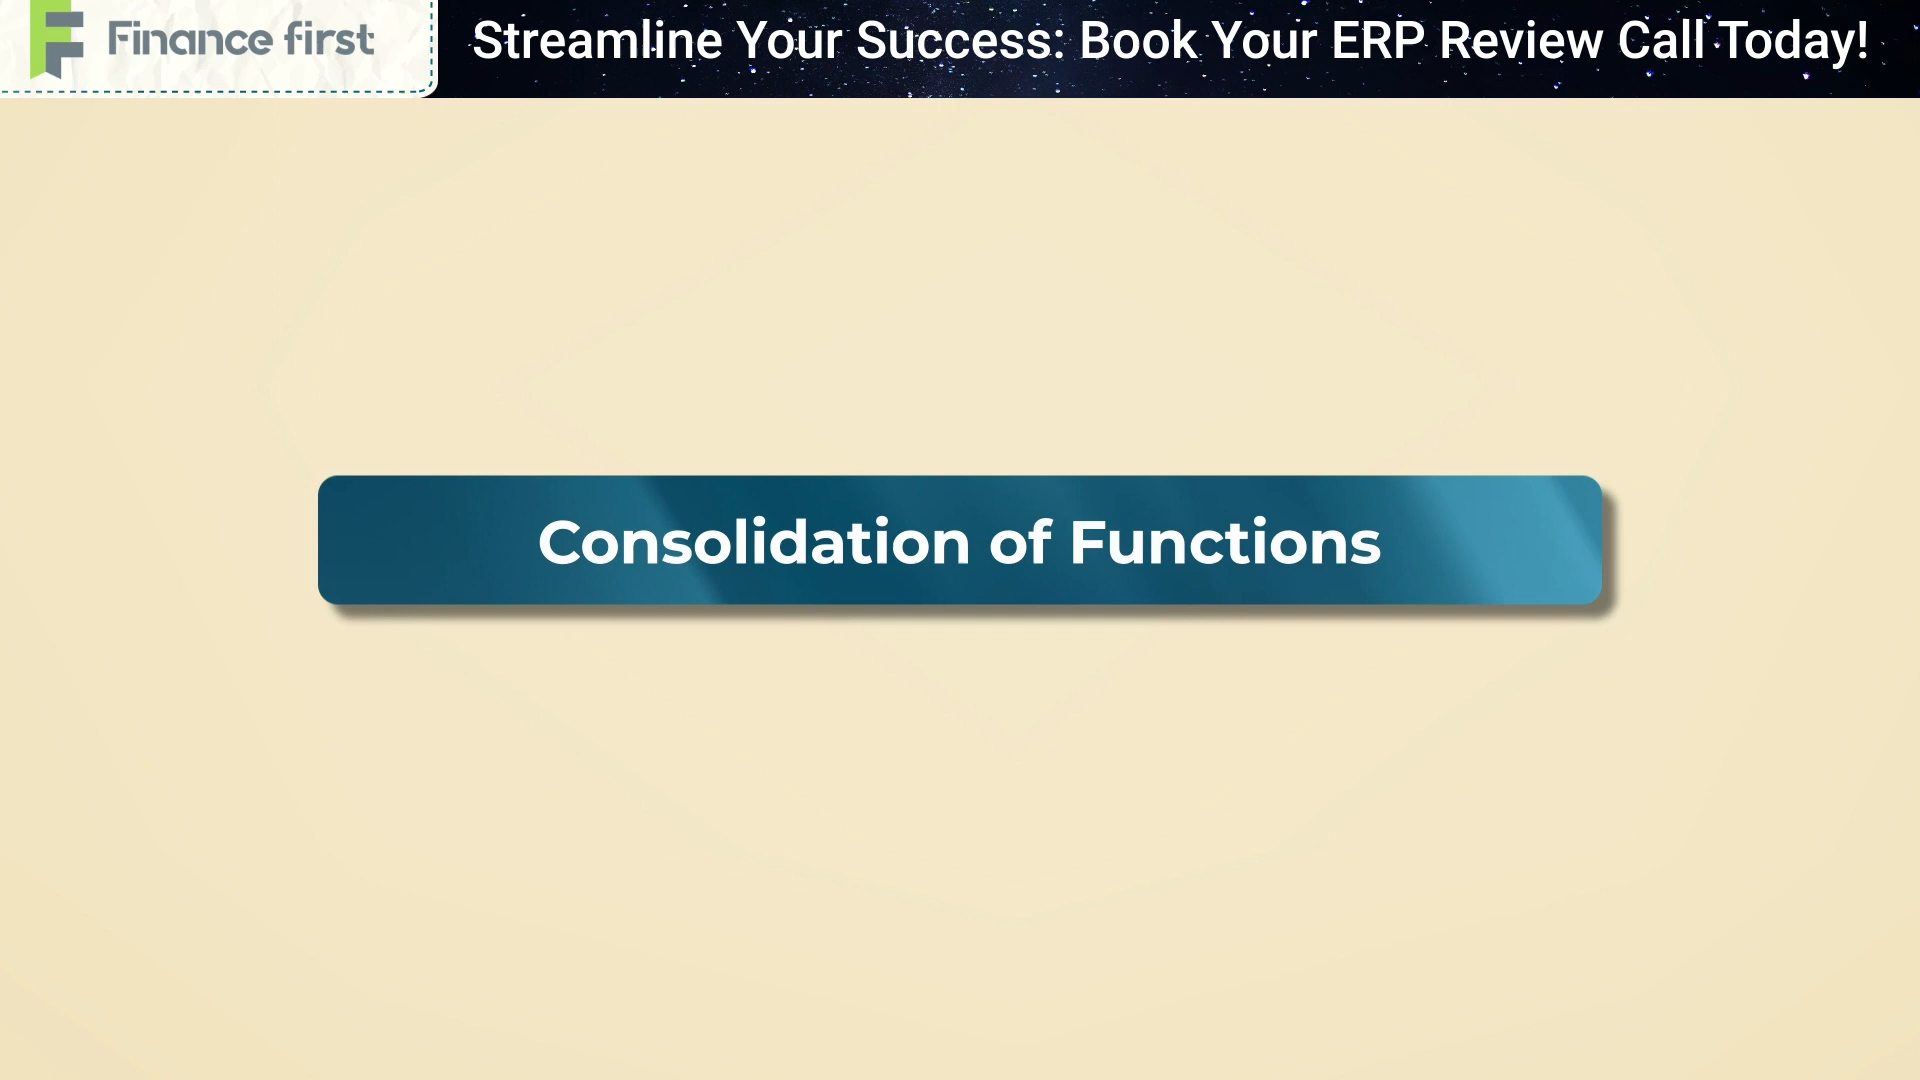 Finance first
Streamline Your Success: Book Your ERP Review Call Today!
Consolidation of Functions